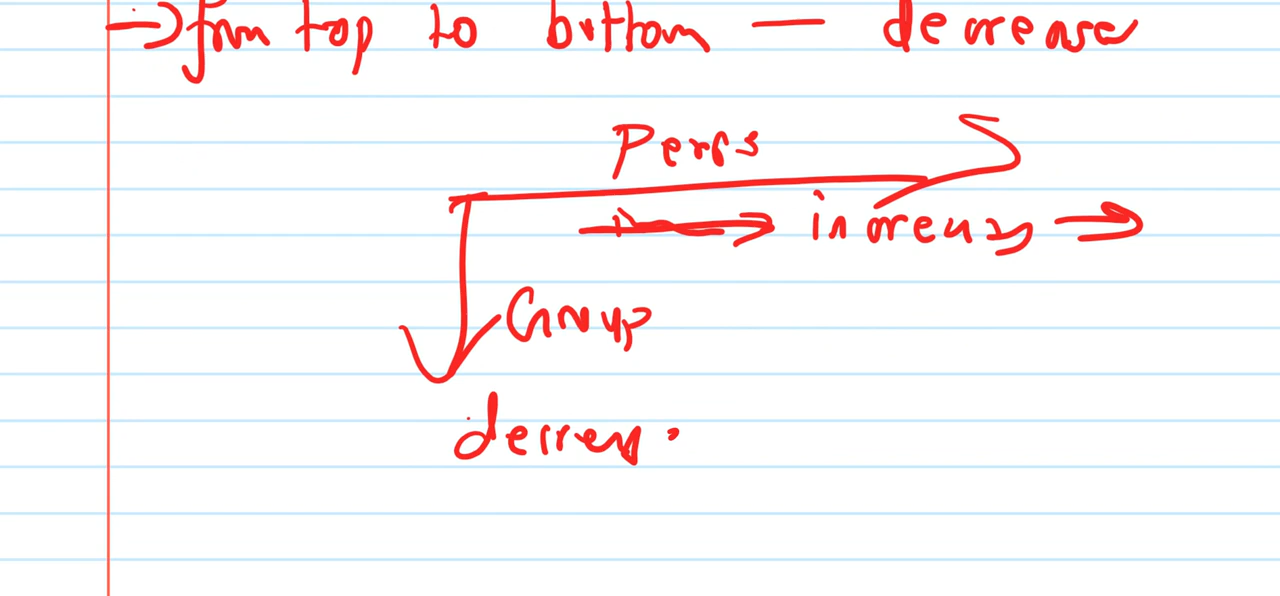 → from top to bottom — decrease
Perds
→ increases →
Group
decreas.